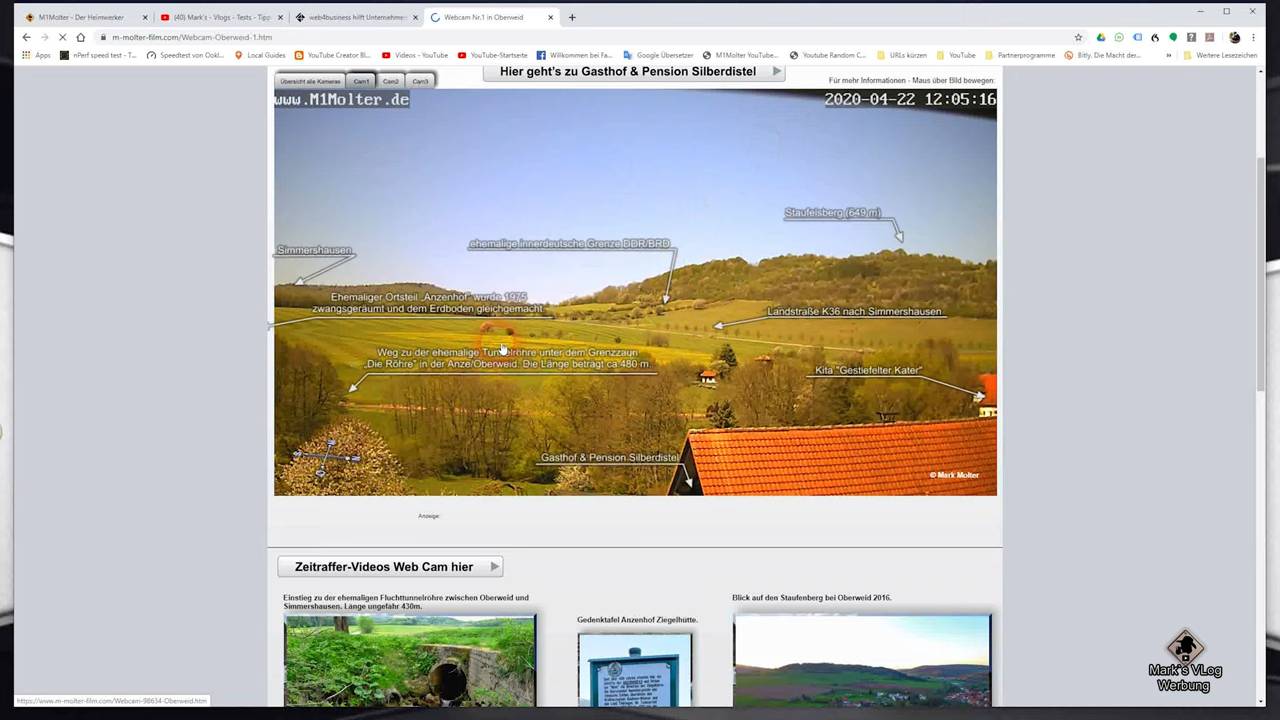 M1Molter - Der Heimwerker
(40) Mark's - Vlogs - Tests - Tipp
web4business hilft Unternehme
Webcam Nr.1 in Oberweid
m-molter-film.com/Webcam-Oberweid-1.htm
Apps
nPerf speed test - T...
Speedtest von Ookl...
Local Guides
YouTube Creator Bl...
Videos - YouTube
YouTube-Startseite
Willkommen bei Fa...
Google Übersetzer
M1Molter YouTube...
Youtube Random C...
URLs kürzen
YouTube
Partnerprogramme
Bitly. Die Macht der...
»
Weitere Lesezeichen
Hier geht's zu Gasthof & Pension Silberdistel
Übersicht alle Kameras
Cam1
Cam2
Cam3
Für mehr Informationen - Maus über Bild bewegen:
www.M1Molter.de
2020-04-22 12:05:16
Staufelsberg (649 m)
Simmershausen
ehemalige innerdeutsche Grenze DDR/BRD
Ehemaliger Ortsteil „Anzenhof" wurde 1975
zwangsgeräumt und dem Erdboden gleichgemacht.
Landstraße K36 nach Simmershausen
Weg zu der ehemalige Tunnelröhre unter dem Grenzzaun
„Die Röhre" in der Anze/Oberweid. Die Länge beträgt ca 480 m.
Kita "Gestiefelter Kater"
Gasthof & Pension Silberdistel
© Mark Molter
Anzeige:
Zeitraffer-Videos Web Cam hier
Einstieg zu der ehemaligen Fluchttunnelröhre zwischen Oberweid und
Simmershausen. Länge ungefähr 430m.
Gedenktafel Anzenhof Ziegelhütte.
Blick auf den Staufenberg bei Oberweid 2016.
Mark's VLog
Werbung
https://www.m-molter-film.com/Webcam-98634-Oberweid.htm